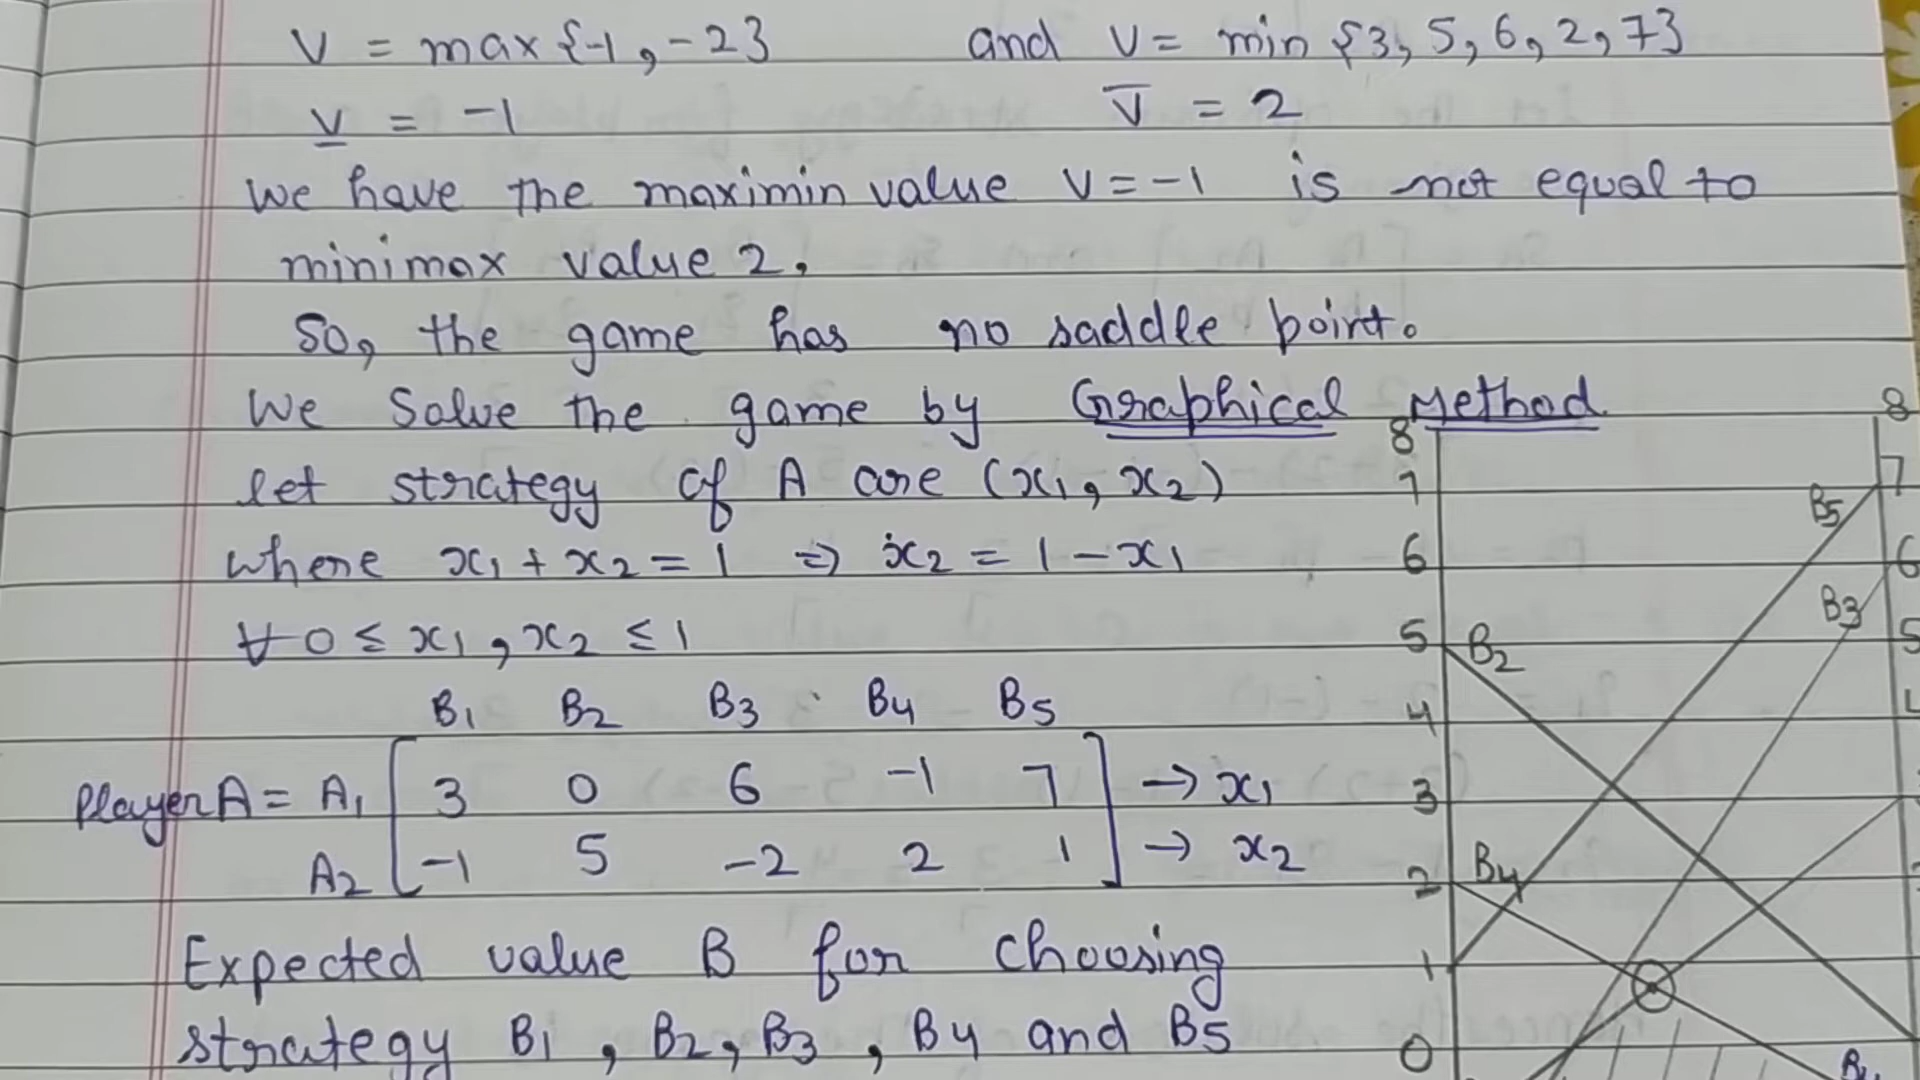 V = max {-1, -2} and V = min {3, 5, 6, 2, 7}
V = -1 V̅ = 2
We have the maximin value V = -1 is not equal to
minimax value 2.
So, the game has no saddle point.
We Solve the game by Graphical Method
let strategy of A are (x1, x2)
where x1 + x2 = 1 ⇒ x2 = 1 - x1
∀ 0 ≤ x1, x2 ≤ 1
B1 B2 B3 B4 B5
Player A = A1 [ 3 0 6 -1 7 ] → x1
A2 [ -1 5 -2 2 1 ] → x2
Expected value B for choosing
strategy B1, B2, B3, B4 and B5
8
7
6
5 B2
4
3
2 B4
1
0
8
7
B5
6
B3
5